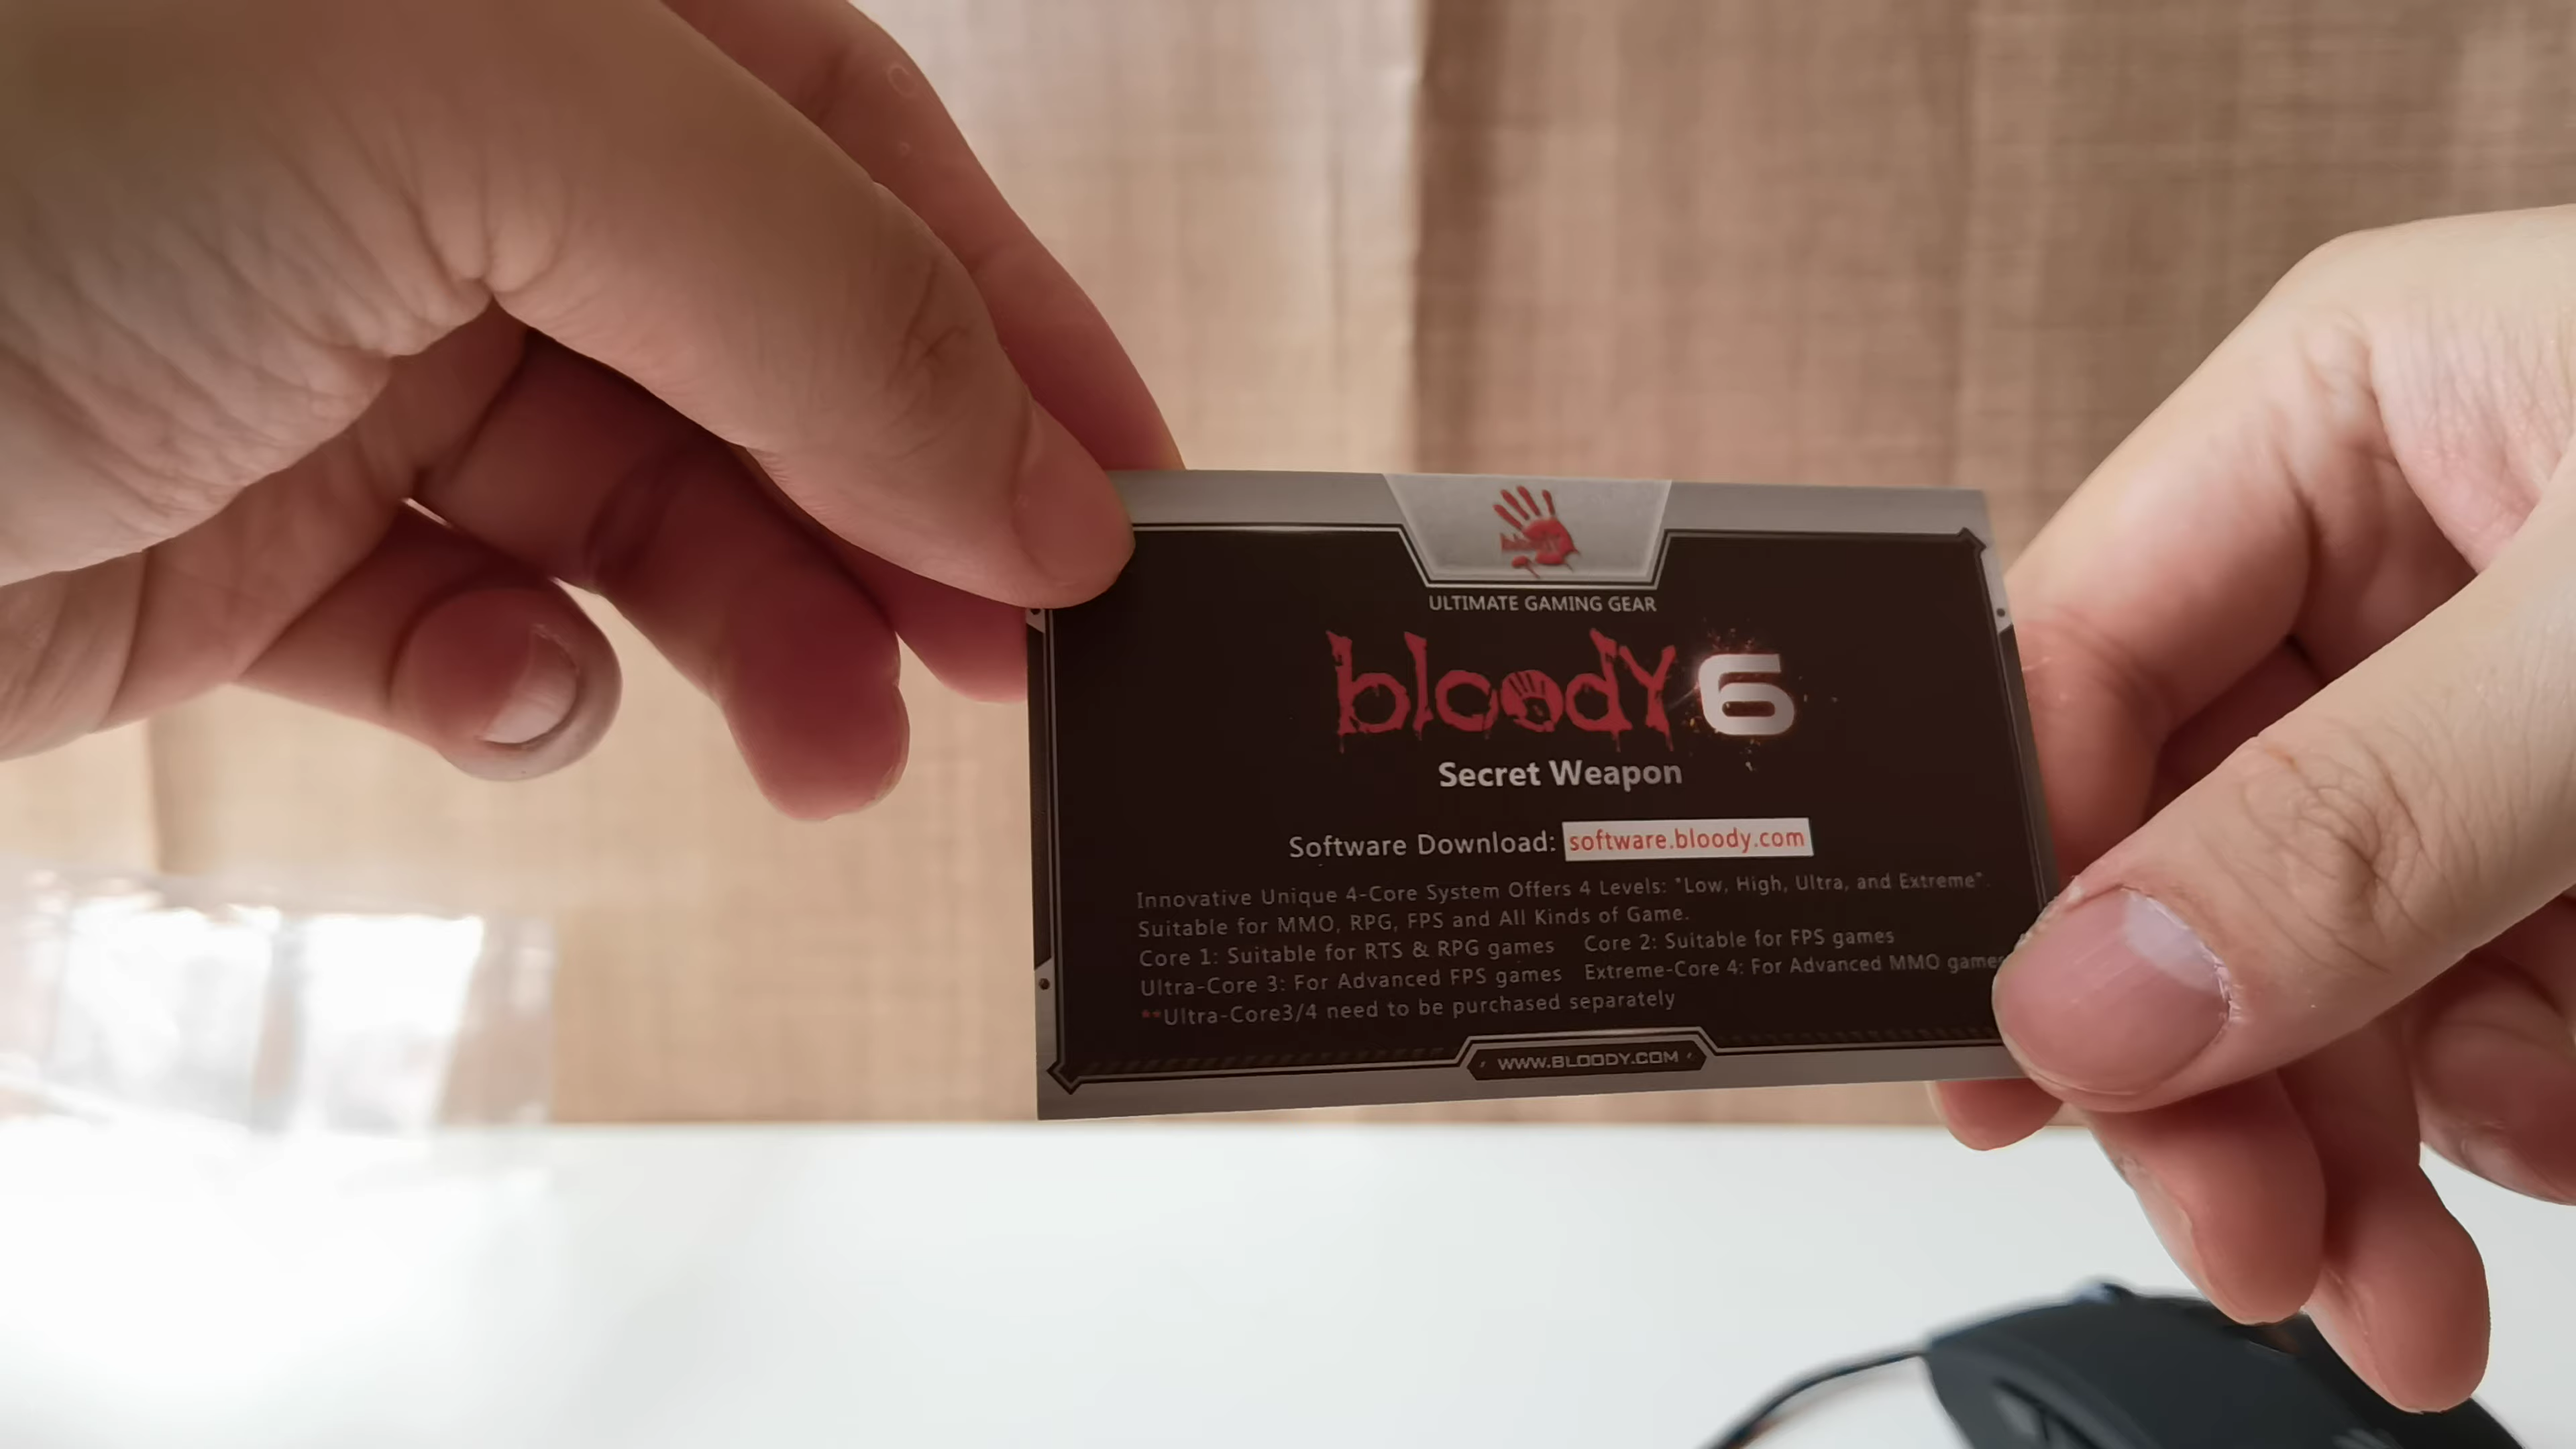 ULTIMATE GAMING GEAR
bloody 6
Secret Weapon
Software Download: software.bloody.com
Innovative Unique 4-Core System Offers 4 Levels: "Low, High, Ultra, and Extreme".
Suitable for MMO, RPG, FPS and All Kinds of Game.
Core 1: Suitable for RTS & RPG games Core 2: Suitable for FPS games
Ultra-Core 3: For Advanced FPS games Extreme-Core 4: For Advanced MMO games
**Ultra-Core3/4 need to be purchased separately
WWW.BLOODY.COM